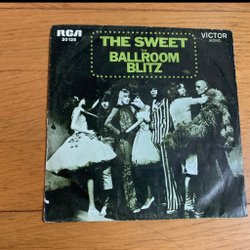 RCA
VICTOR
THE SWEET
BALLROOM
BLITZ